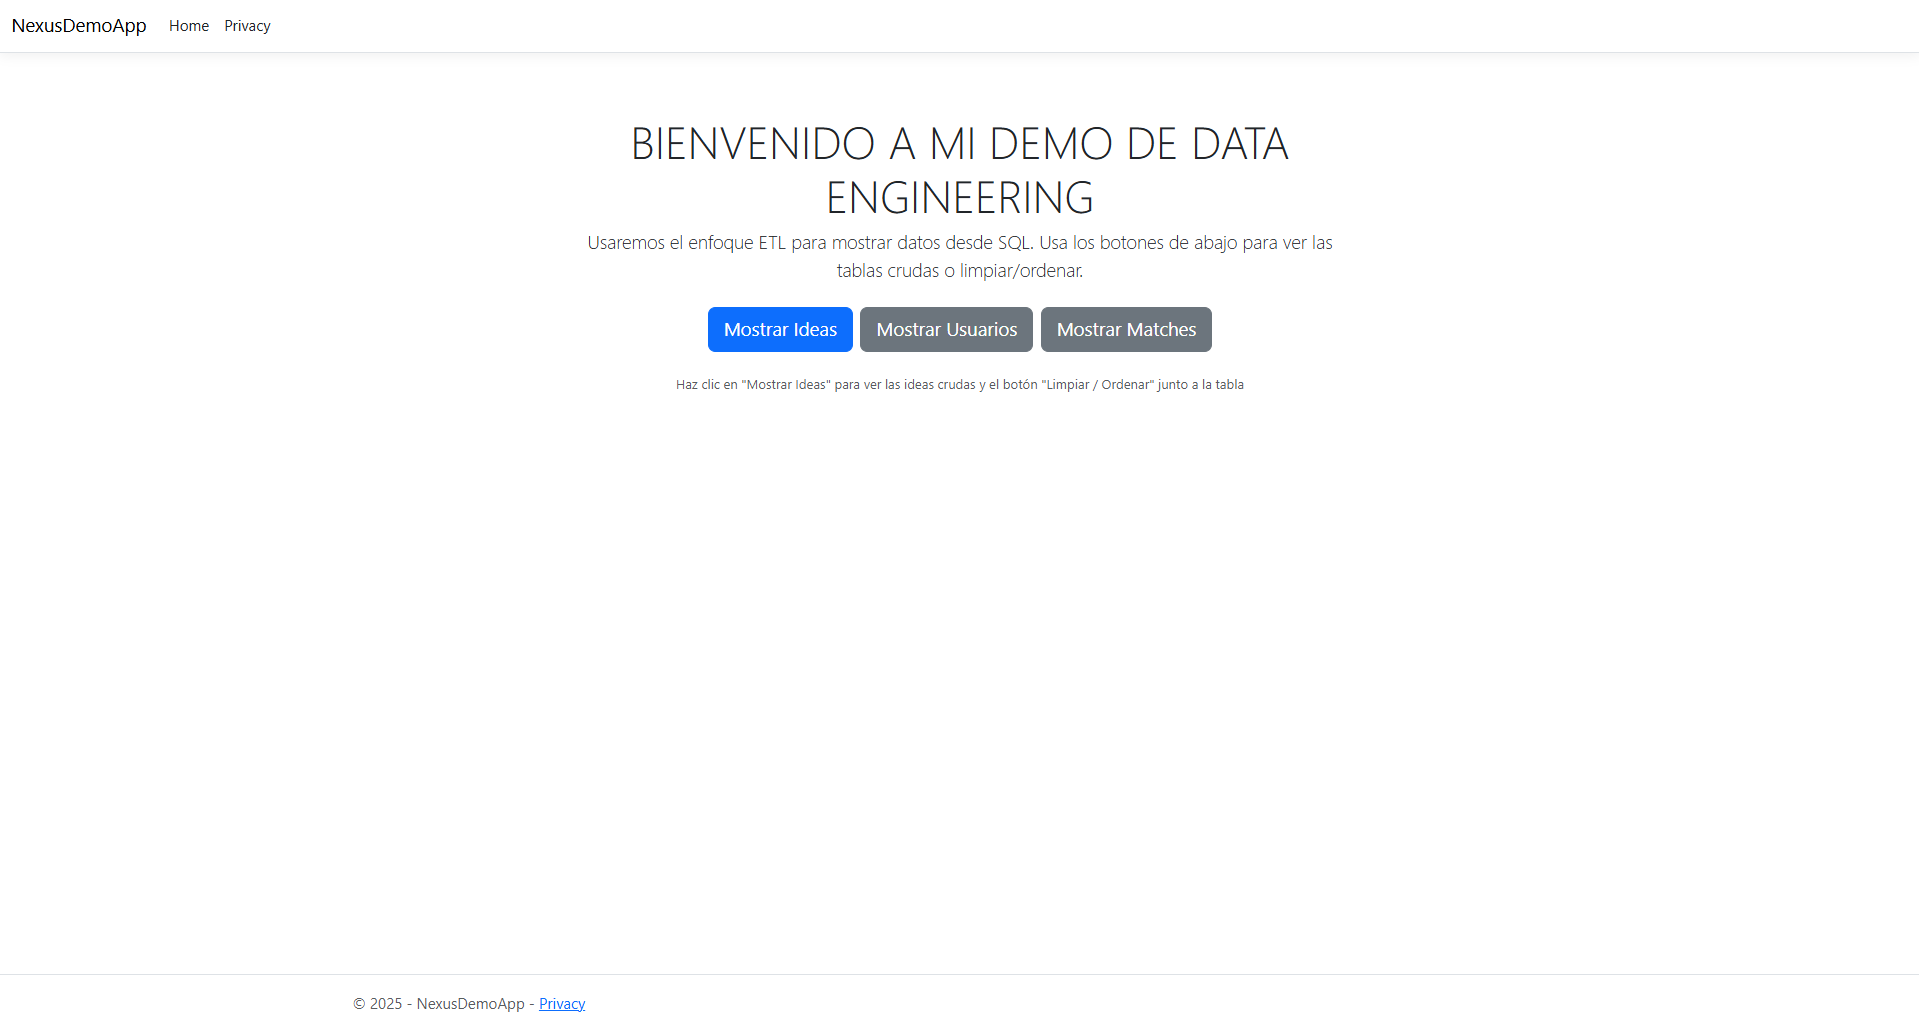 NexusDemoApp Home Privacy
BIENVENIDO A MI DEMO DE DATA
ENGINEERING
Usaremos el enfoque ETL para mostrar datos desde SQL. Usa los botones de abajo para ver las
tablas crudas o limpiar/ordenar.
Mostrar Ideas Mostrar Usuarios Mostrar Matches
Haz clic en "Mostrar Ideas" para ver las ideas crudas y el botón "Limpiar / Ordenar" junto a la tabla
© 2025 - NexusDemoApp - Privacy